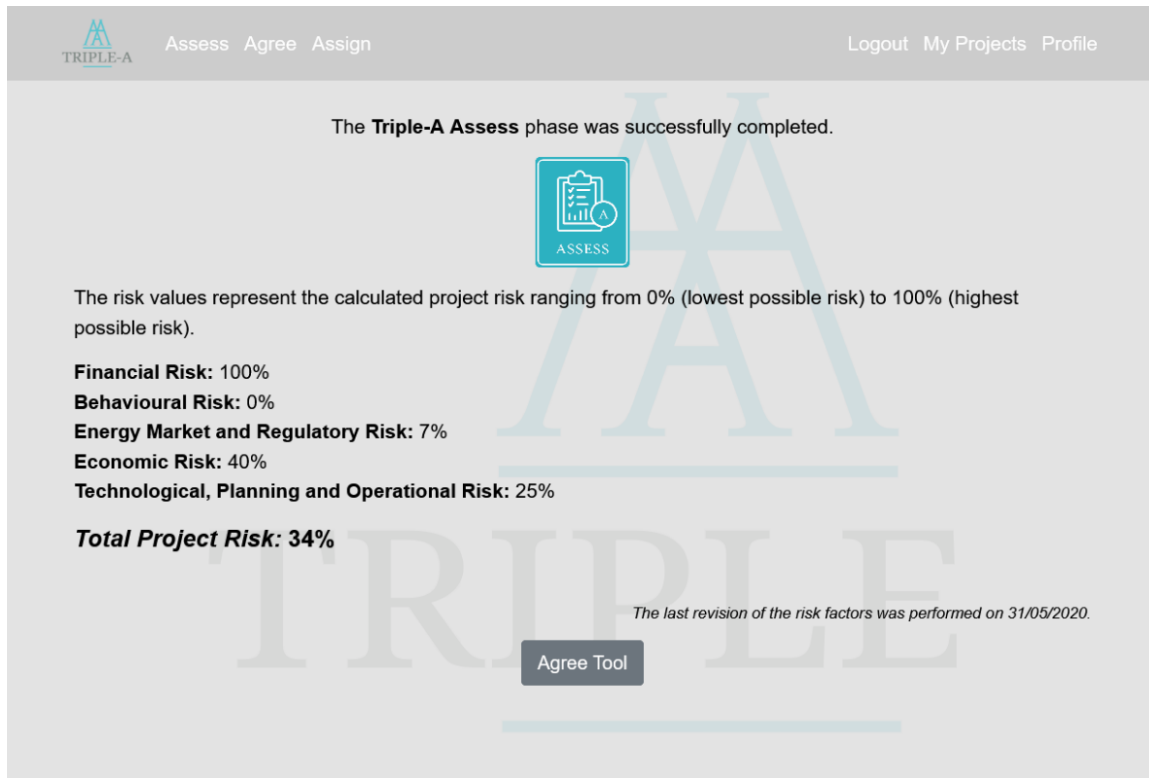 TRIPLE-A
Assess Agree Assign
Logout My Projects Profile
The Triple-A Assess phase was successfully completed.
A
ASSESS
The risk values represent the calculated project risk ranging from 0% (lowest possible risk) to 100% (highest
possible risk).
Financial Risk: 100%
Behavioural Risk: 0%
Energy Market and Regulatory Risk: 7%
Economic Risk: 40%
Technological, Planning and Operational Risk: 25%
Total Project Risk: 34%
TRIPLE
The last revision of the risk factors was performed on 31/05/2020.
Agree Tool